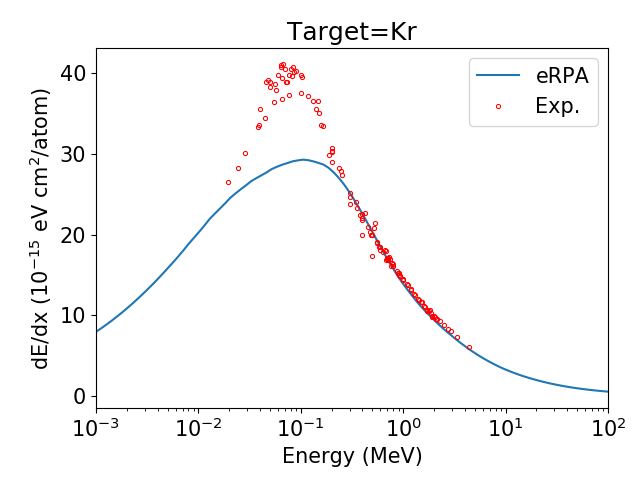 Target=Kr
eRPA
Exp.
dE/dx (10⁻¹⁵ eV cm²/atom)
40
30
20
10
0
10⁻³ 10⁻² 10⁻¹ 10⁰ 10¹ 10²
Energy (MeV)